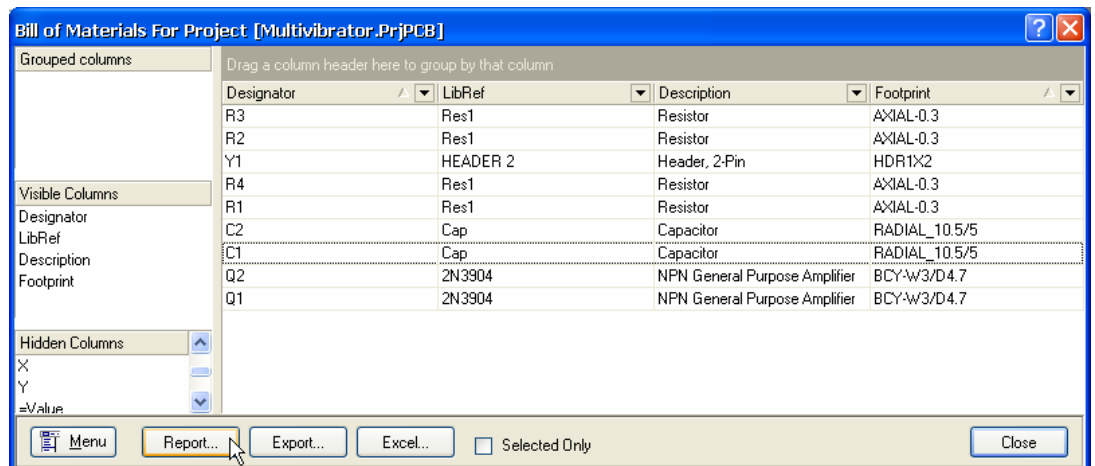 Bill of Materials For Project [Multivibrator.PrjPCB]
Grouped columns
Drag a column header here to group by that column
Designator LibRef Description Footprint
R3 Res1 Resistor AXIAL-0.3
R2 Res1 Resistor AXIAL-0.3
Y1 HEADER 2 Header, 2-Pin HDR1X2
R4 Res1 Resistor AXIAL-0.3
R1 Res1 Resistor AXIAL-0.3
C2 Cap Capacitor RADIAL_10.5/5
C1 Cap Capacitor RADIAL_10.5/5
Q2 2N3904 NPN General Purpose Amplifier BCY-W3/D4.7
Q1 2N3904 NPN General Purpose Amplifier BCY-W3/D4.7
Visible Columns
Designator
LibRef
Description
Footprint
Hidden Columns
X
Y
=Value
Menu Report... Export... Excel... Selected Only Close